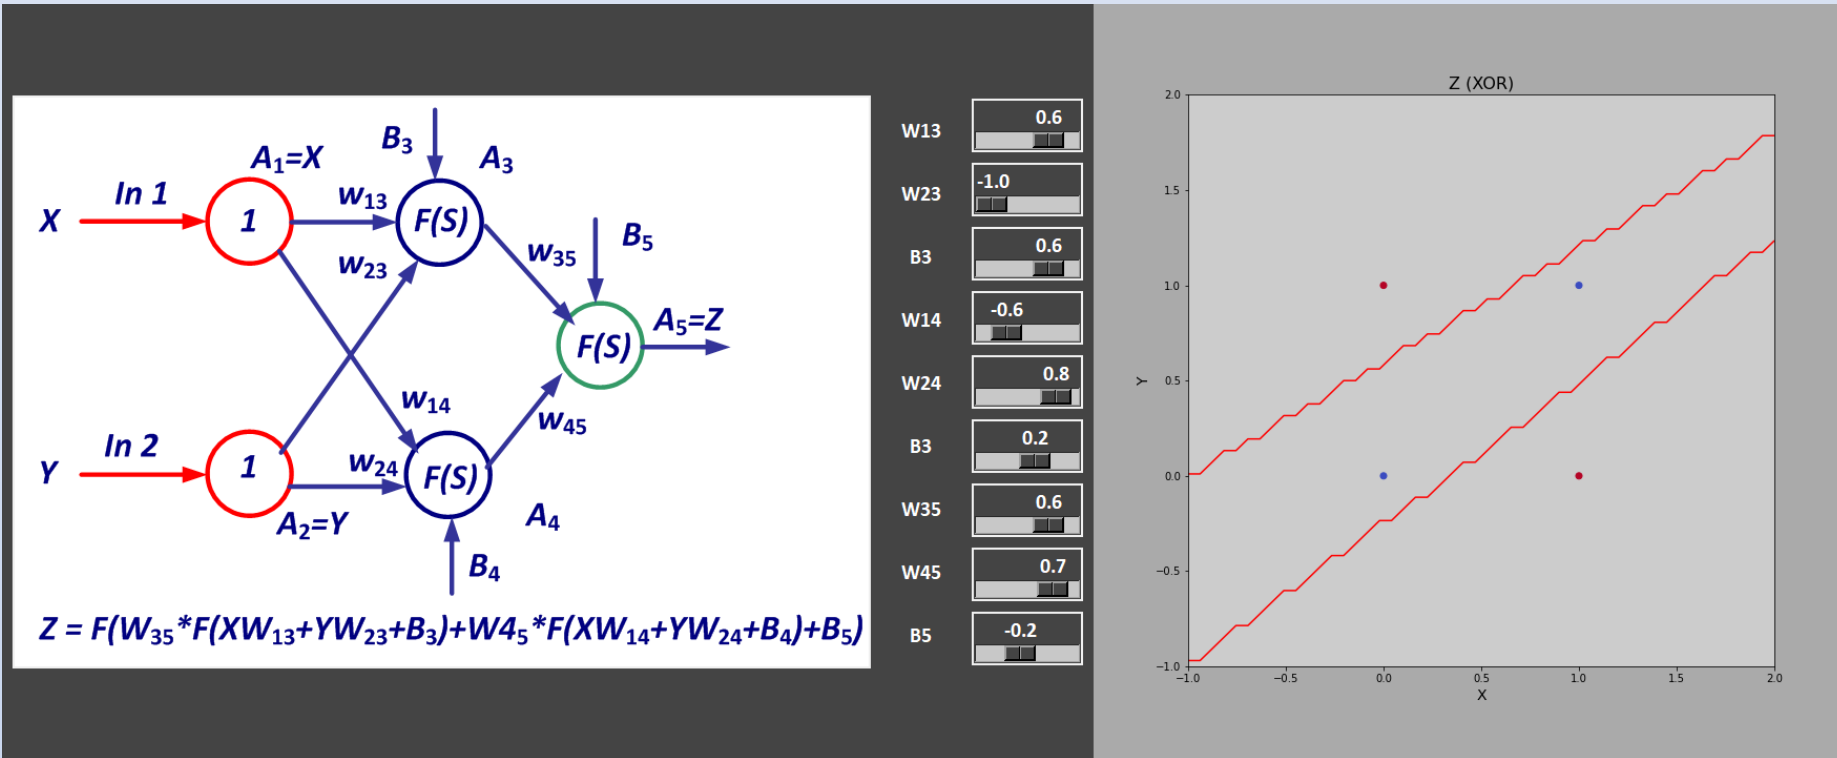 B₃
A₃
A₁=X
In 1
w₁₃
X
1
F(S)
B₅
w₃₅
w₂₃
A₅=Z
F(S)
w₁₄
w₄₅
In 2
w₂₄
Y
1
F(S)
A₂=Y
A₄
B₄
Z = F(W₃₅*F(XW₁₃+YW₂₃+B₃)+W4₅*F(XW₁₄+YW₂₄+B₄)+B₅)
W13 0.6
W23 -1.0
B3 0.6
W14 -0.6
W24 0.8
B3 0.2
W35 0.6
W45 0.7
B5 -0.2
Z (XOR)
2.0
1.5
1.0
Y
0.5
0.0
−0.5
−1.0
−1.0 −0.5 0.0 0.5 1.0 1.5 2.0
X